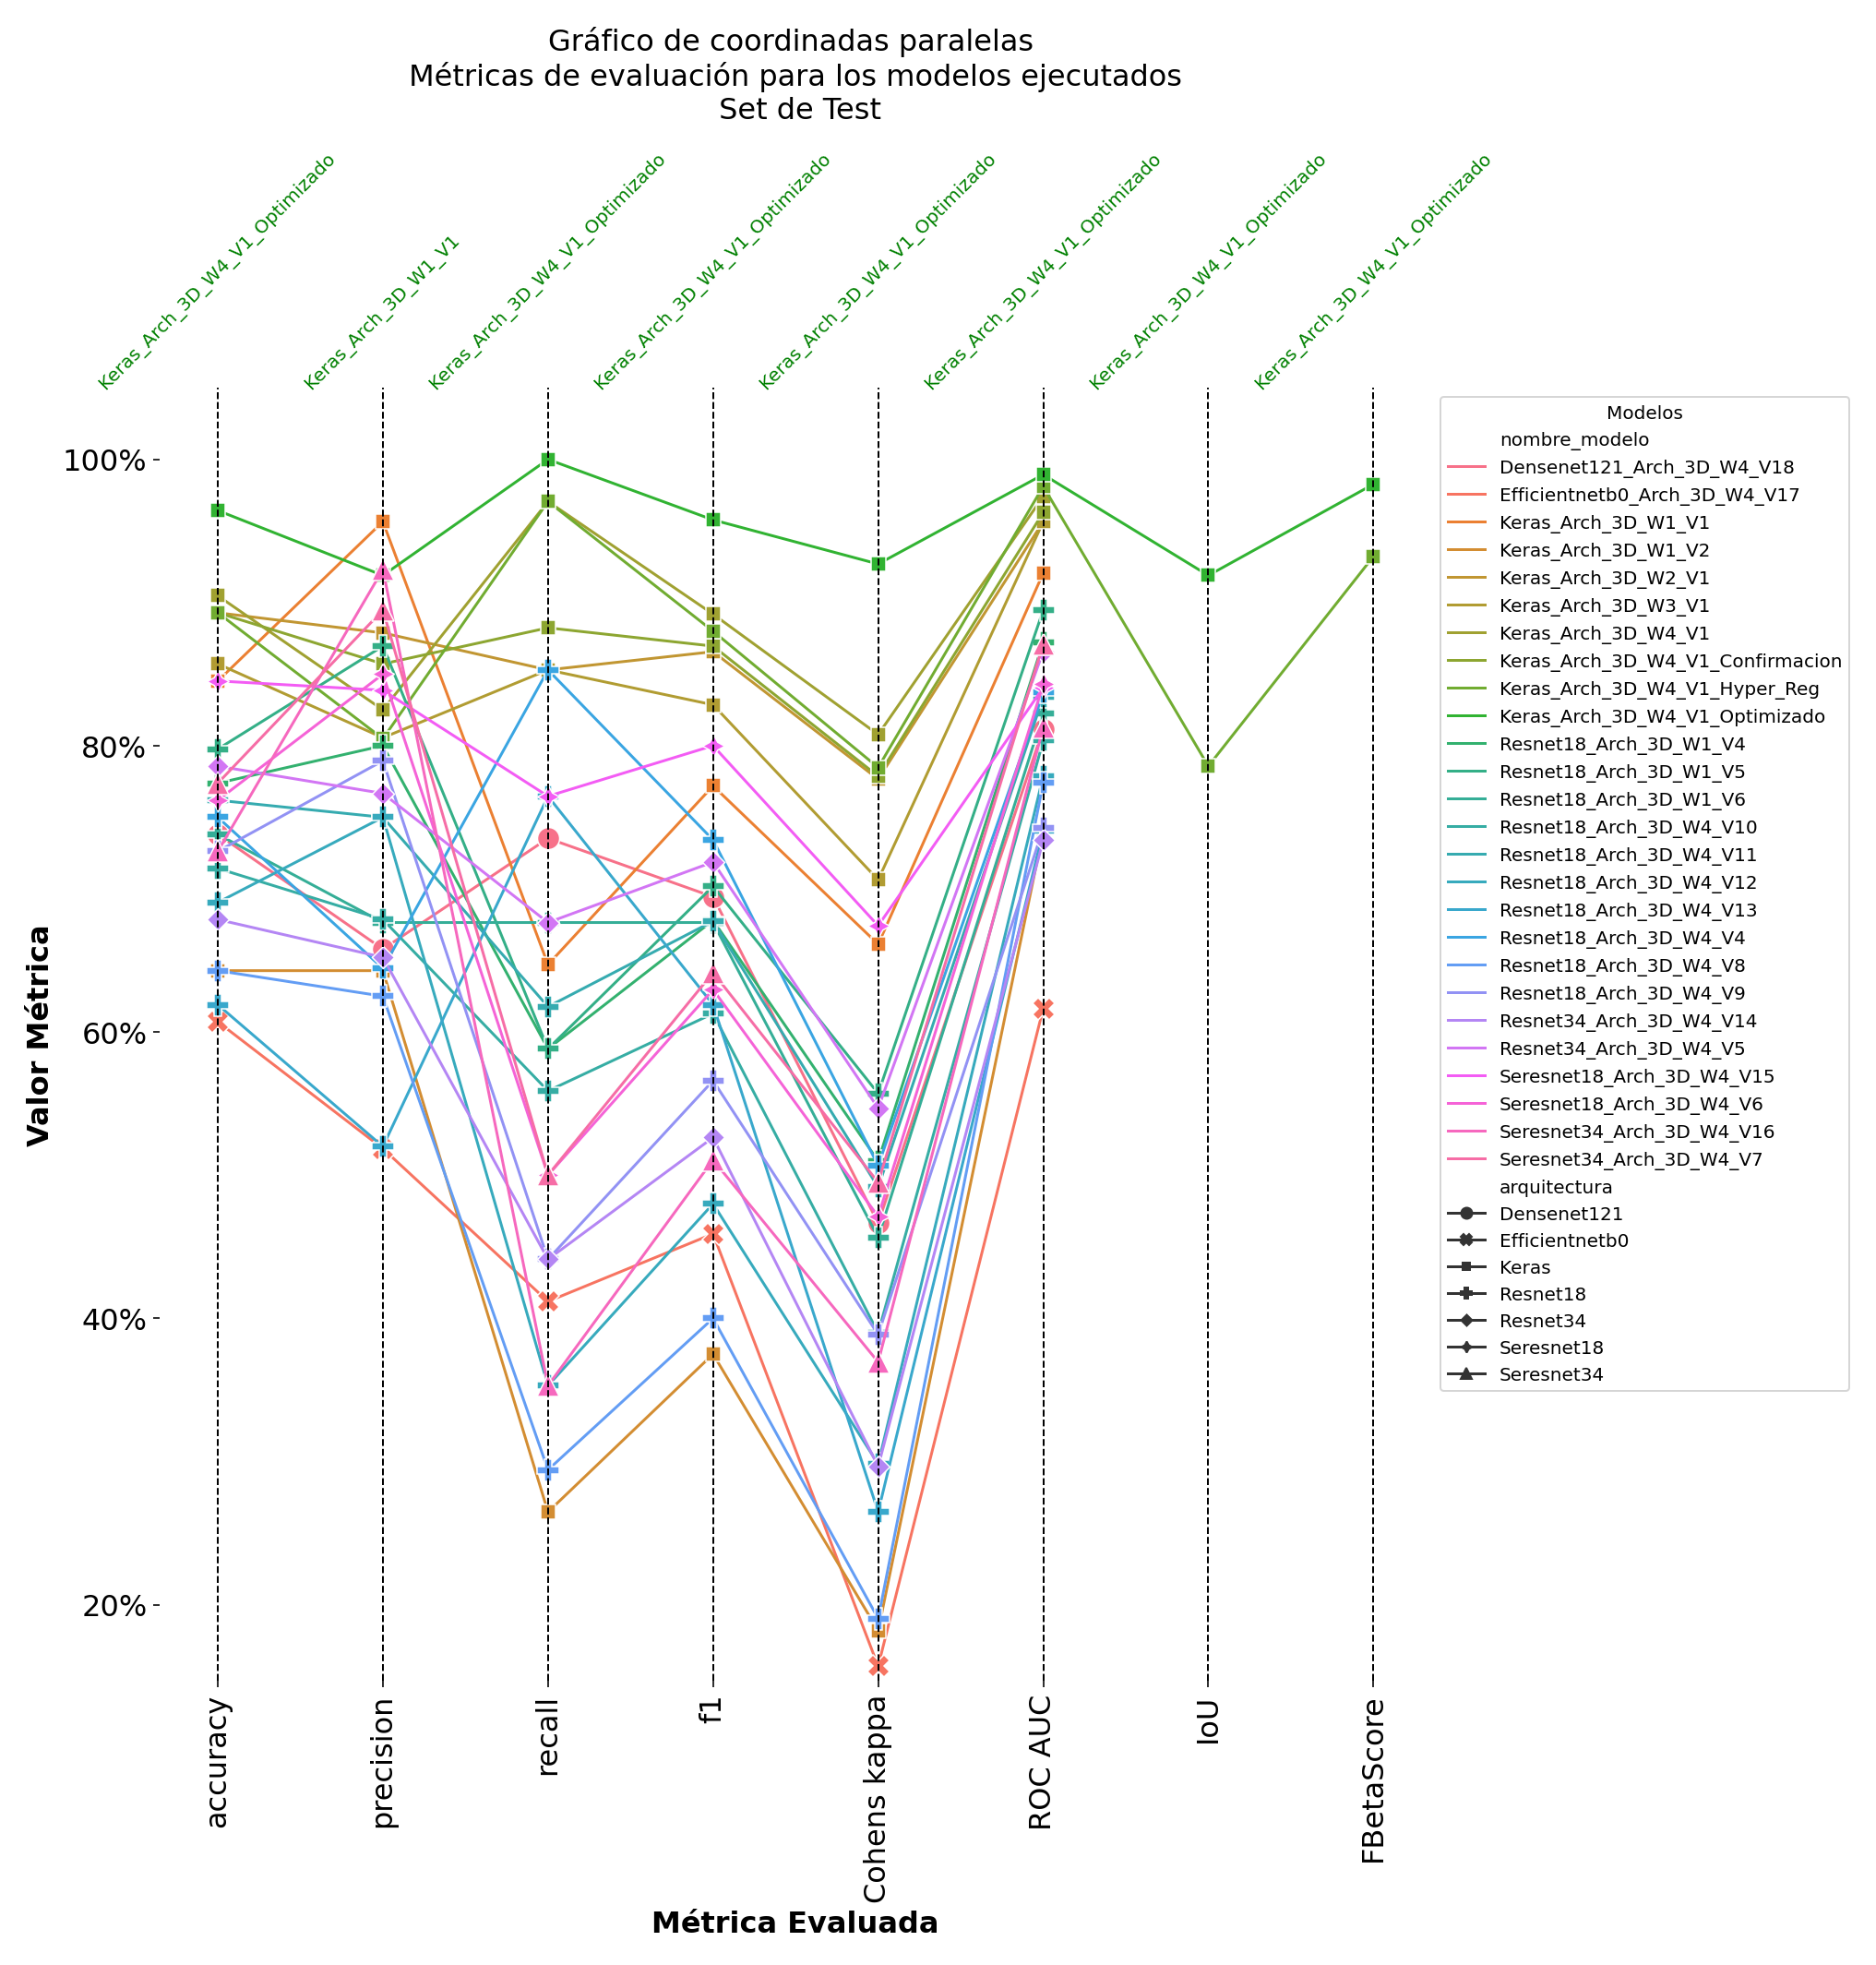 Gráfico de coordinadas paralelas
Métricas de evaluación para los modelos ejecutados
Set de Test
Keras_Arch_3D_W4_V1_Optimizado
Keras_Arch_3D_W1_V1
Keras_Arch_3D_W4_V1_Optimizado
Keras_Arch_3D_W4_V1_Optimizado
Keras_Arch_3D_W4_V1_Optimizado
Keras_Arch_3D_W4_V1_Optimizado
Keras_Arch_3D_W4_V1_Optimizado
Keras_Arch_3D_W4_V1_Optimizado
100%
80%
60%
40%
20%
Valor Métrica
accuracy
precision
recall
f1
Cohens kappa
ROC AUC
IoU
FBetaScore
Métrica Evaluada
Modelos
nombre_modelo
Densenet121_Arch_3D_W4_V18
Efficientnetb0_Arch_3D_W4_V17
Keras_Arch_3D_W1_V1
Keras_Arch_3D_W1_V2
Keras_Arch_3D_W2_V1
Keras_Arch_3D_W3_V1
Keras_Arch_3D_W4_V1
Keras_Arch_3D_W4_V1_Confirmacion
Keras_Arch_3D_W4_V1_Hyper_Reg
Keras_Arch_3D_W4_V1_Optimizado
Resnet18_Arch_3D_W1_V4
Resnet18_Arch_3D_W1_V5
Resnet18_Arch_3D_W1_V6
Resnet18_Arch_3D_W4_V10
Resnet18_Arch_3D_W4_V11
Resnet18_Arch_3D_W4_V12
Resnet18_Arch_3D_W4_V13
Resnet18_Arch_3D_W4_V4
Resnet18_Arch_3D_W4_V8
Resnet18_Arch_3D_W4_V9
Resnet34_Arch_3D_W4_V14
Resnet34_Arch_3D_W4_V5
Seresnet18_Arch_3D_W4_V15
Seresnet18_Arch_3D_W4_V6
Seresnet34_Arch_3D_W4_V16
Seresnet34_Arch_3D_W4_V7
arquitectura
Densenet121
Efficientnetb0
Keras
Resnet18
Resnet34
Seresnet18
Seresnet34